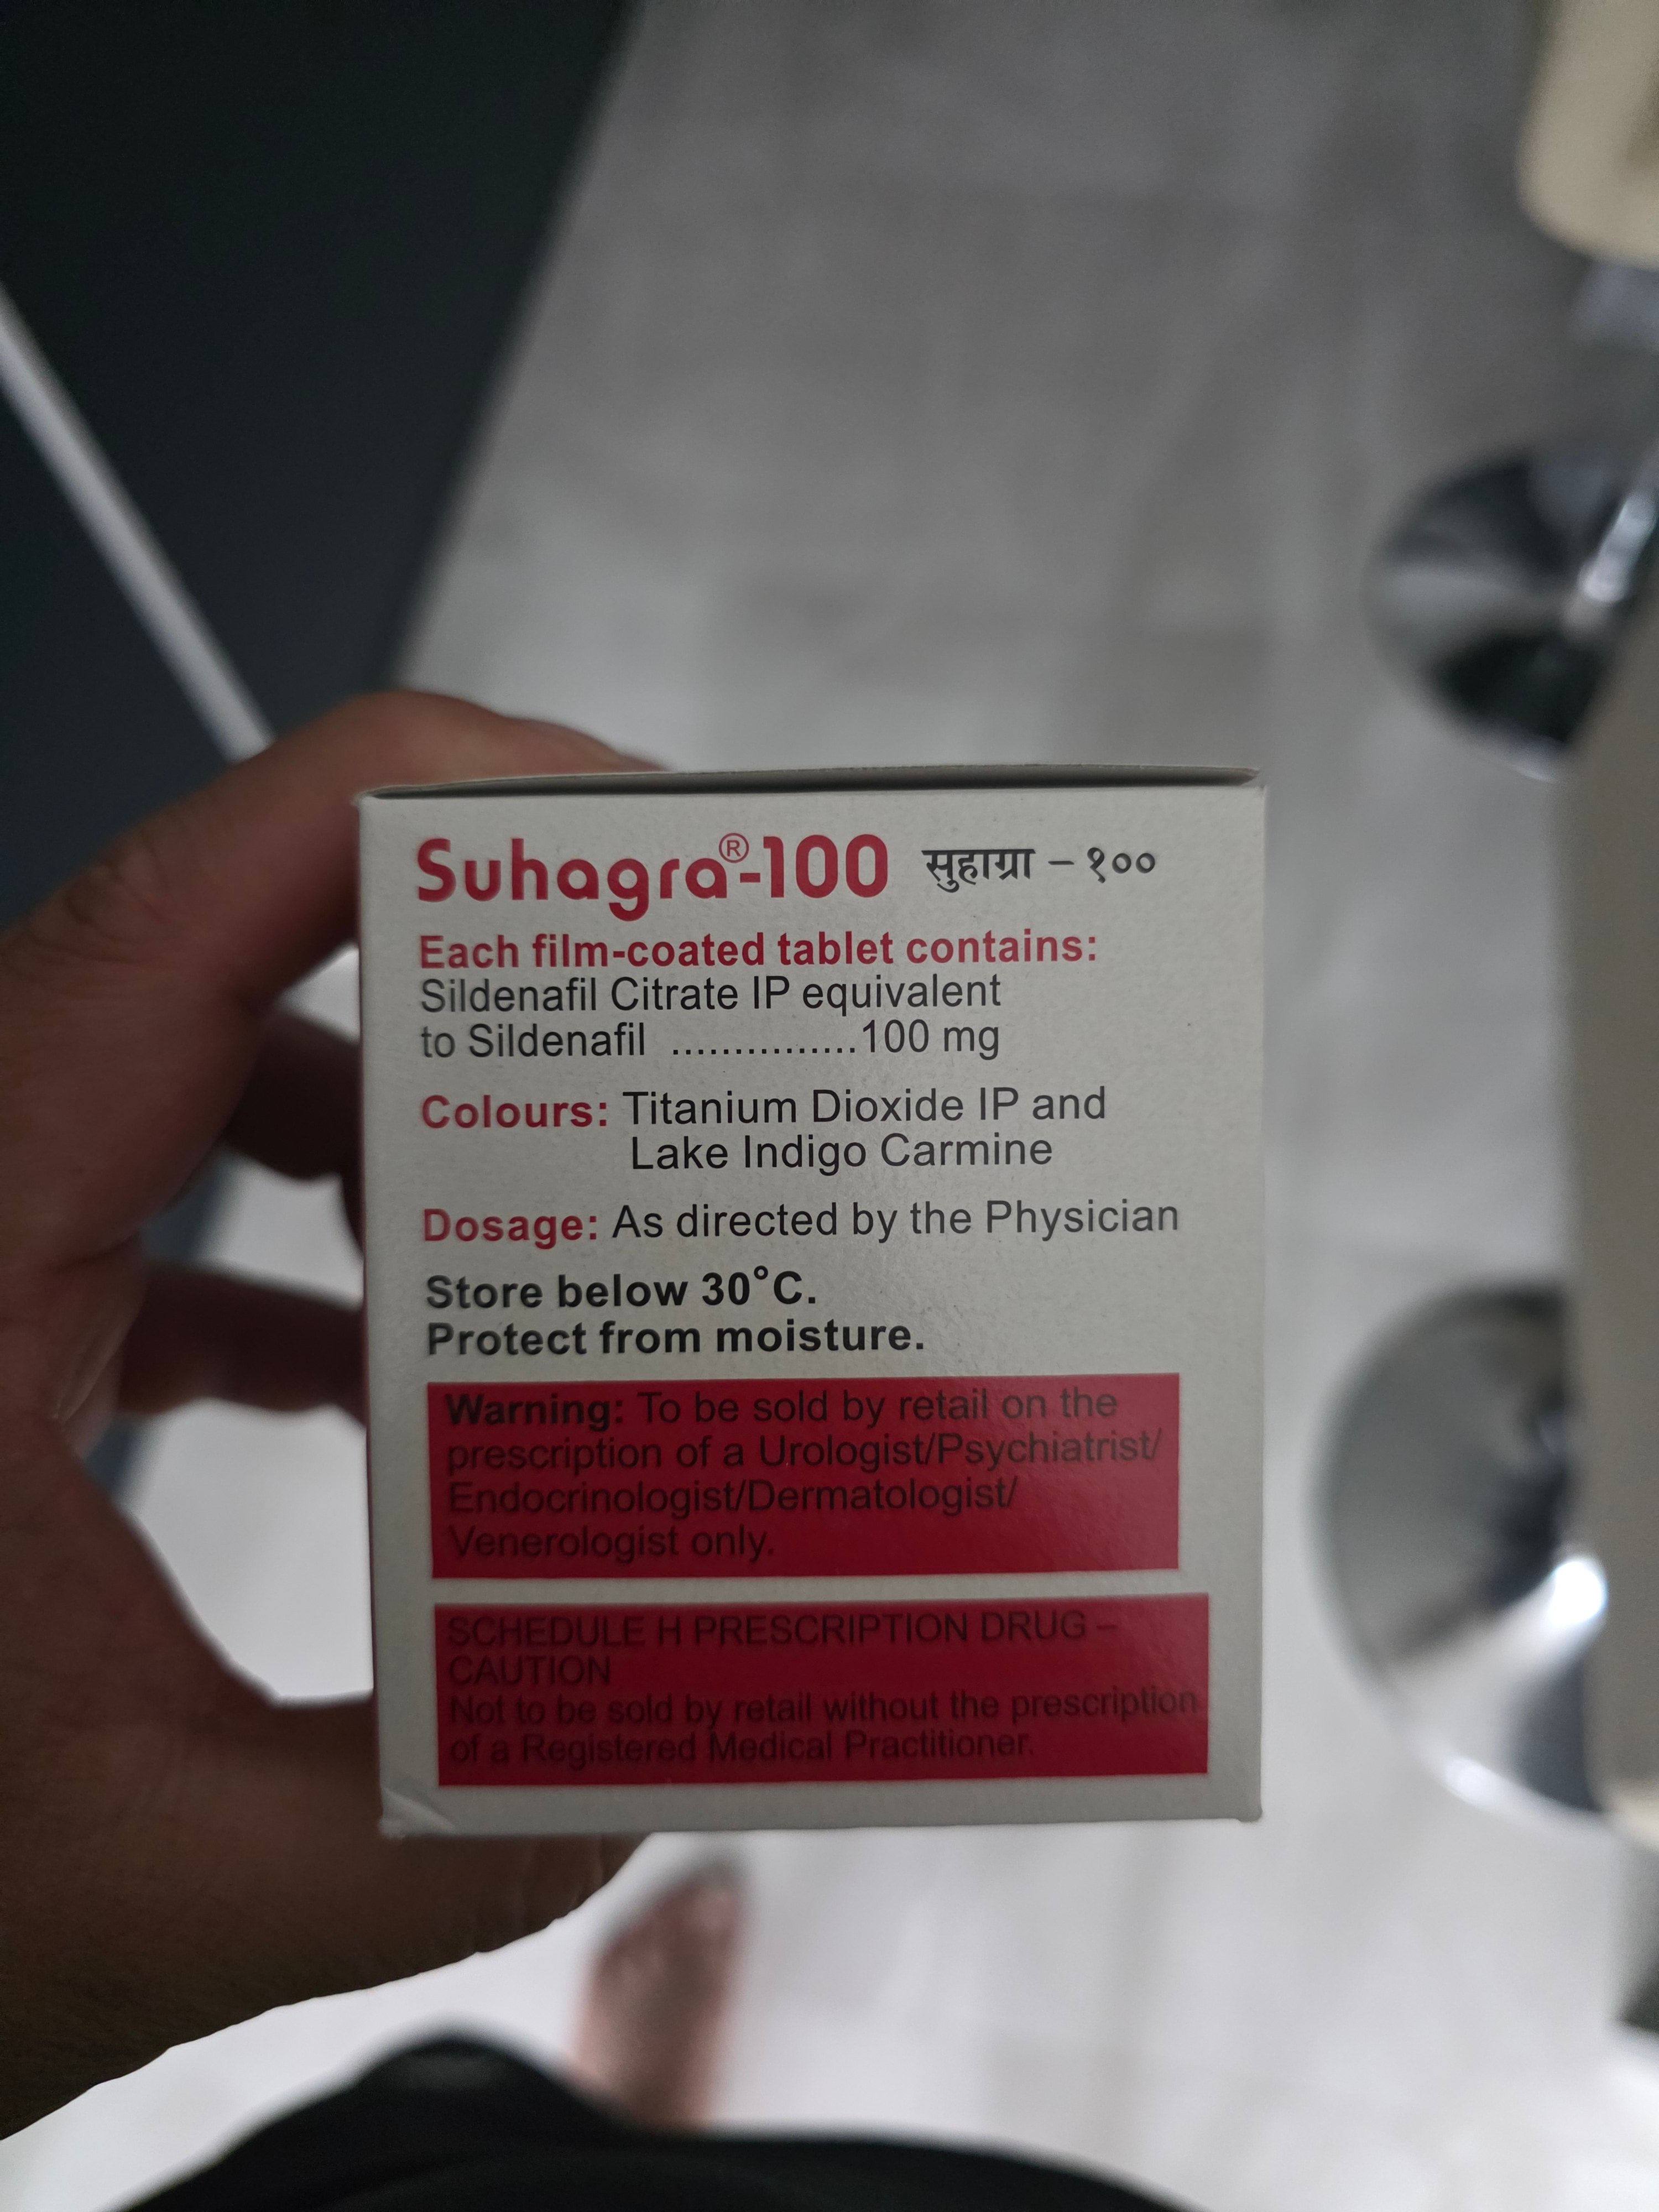 Suhagra®-100 सुहाग्रा – १००
Each film-coated tablet contains:
Sildenafil Citrate IP equivalent
to Sildenafil ...............100 mg
Colours: Titanium Dioxide IP and
Lake Indigo Carmine
Dosage: As directed by the Physician
Store below 30°C.
Protect from moisture.
Warning: To be sold by retail on the
prescription of a Urologist/Psychiatrist/
Endocrinologist/Dermatologist/
Venerologist only.
SCHEDULE H PRESCRIPTION DRUG –
CAUTION
Not to be sold by retail without the prescription
of a Registered Medical Practitioner.